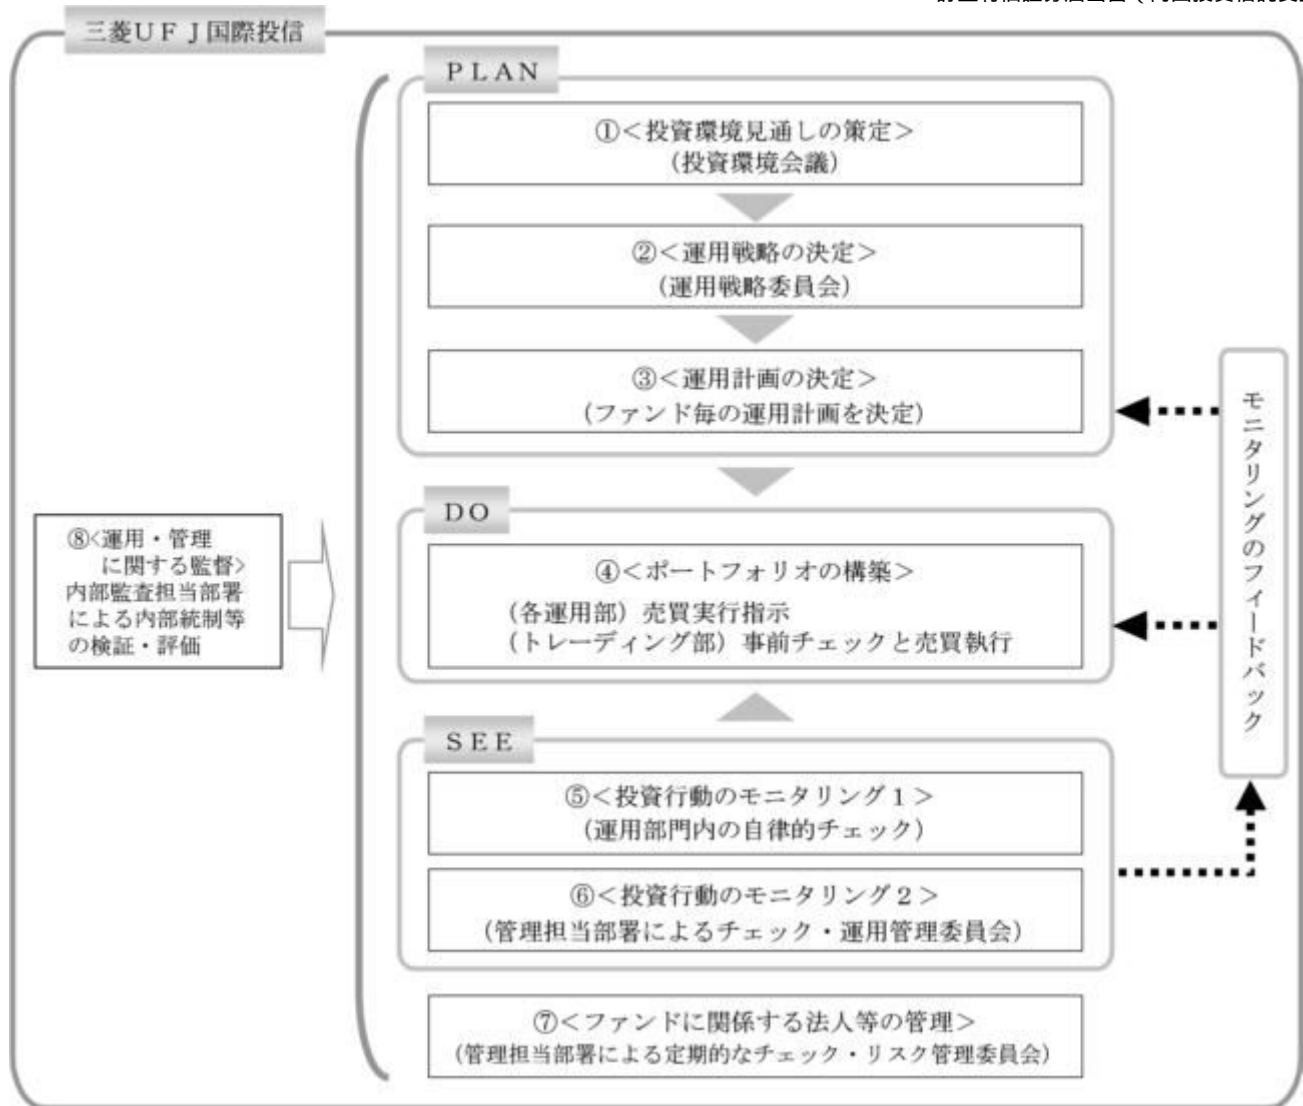 三菱ＵＦＪ国際投信
ＰＬＡＮ
①＜投資環境見通しの策定＞
（投資環境会議）
②＜運用戦略の決定＞
（運用戦略委員会）
③＜運用計画の決定＞
（ファンド毎の運用計画を決定）
ＤＯ
④＜ポートフォリオの構築＞
（各運用部）売買実行指示
（トレーディング部）事前チェックと売買執行
ＳＥＥ
⑤＜投資行動のモニタリング１＞
（運用部門内の自律的チェック）
⑥＜投資行動のモニタリング２＞
（管理担当部署によるチェック・運用管理委員会）
⑦＜ファンドに関係する法人等の管理＞
（管理担当部署による定期的なチェック・リスク管理委員会）
⑧<運用・管理
に関する監督>
内部監査担当部署
による内部統制等
の検証・評価
モニタリングのフィードバック